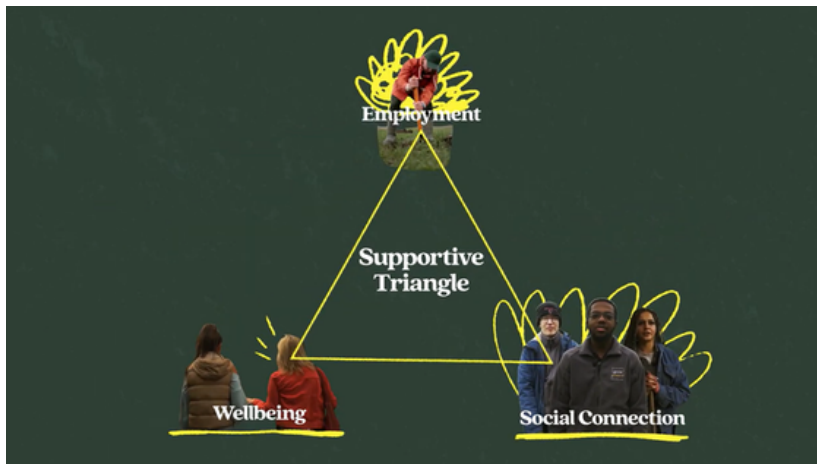 Employment
Supportive
Triangle
Wellbeing
Social Connection